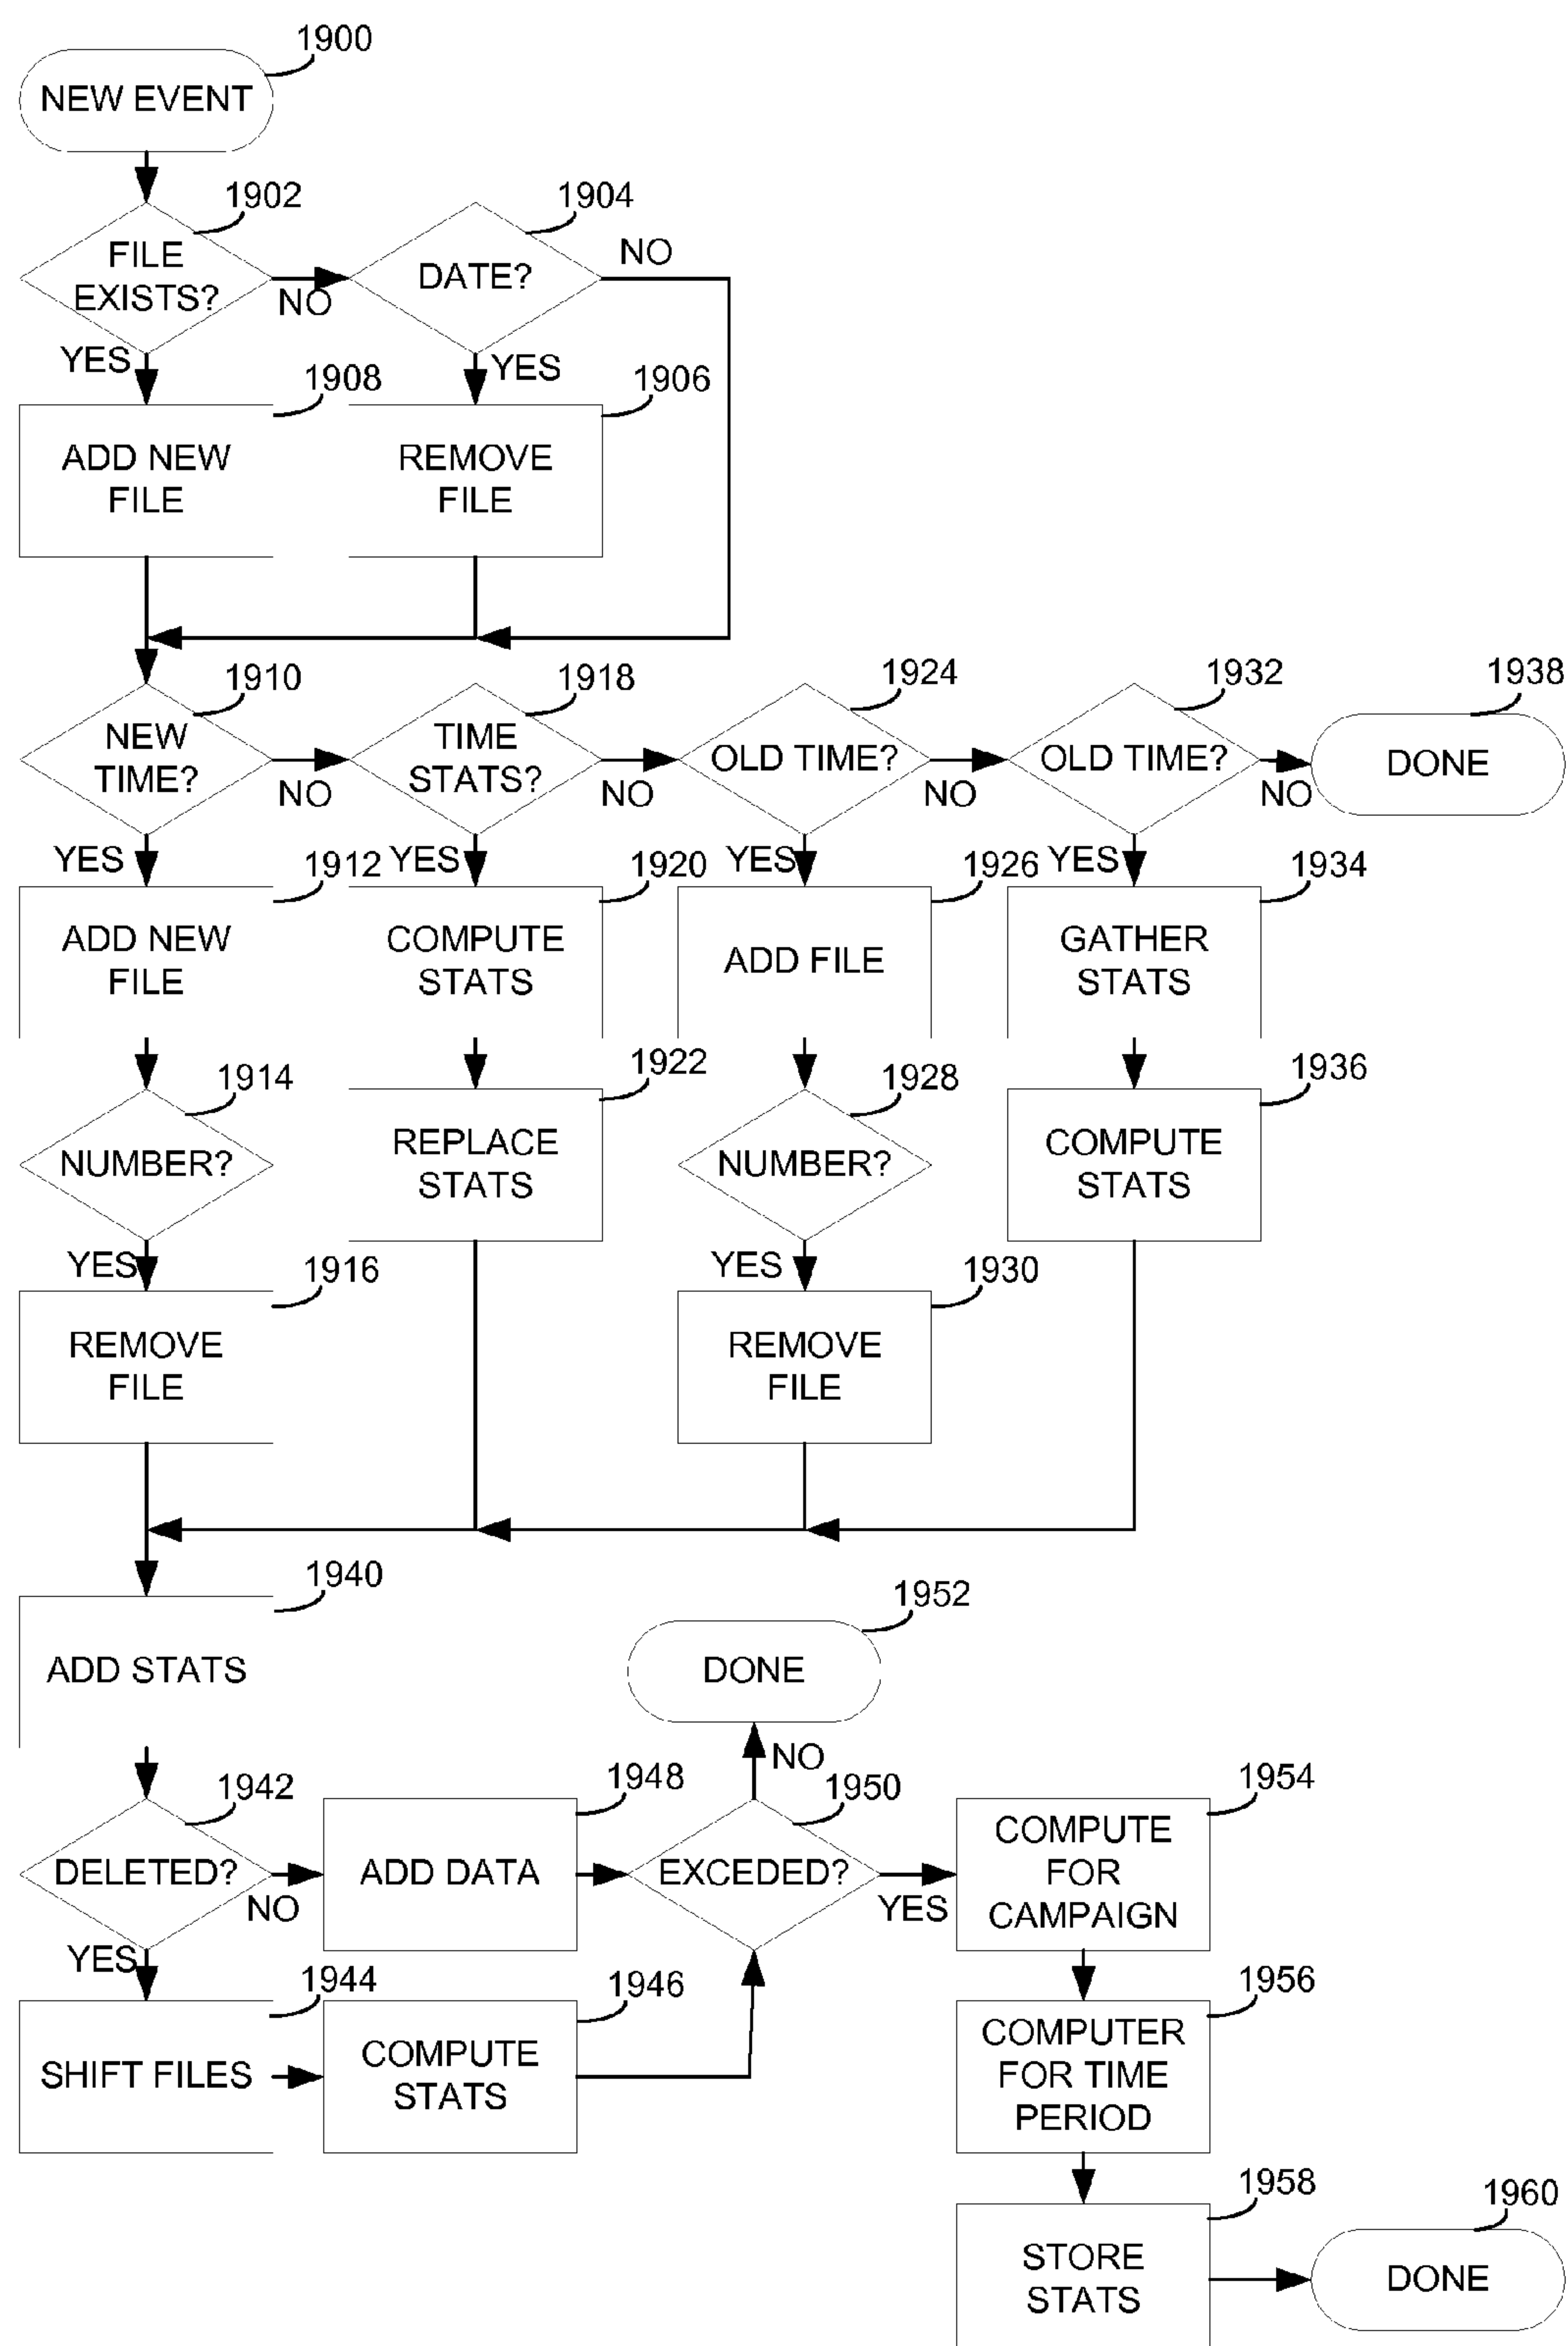 1900
NEW EVENT
1902
1904
FILE
EXISTS?
NO
DATE?
NO
YES
YES
1908
1906
ADD NEW
FILE
REMOVE
FILE
1910
1918
1924
1932
1938
NEW
TIME?
NO
TIME
STATS?
NO
OLD TIME?
NO
OLD TIME?
NO
DONE
YES
1912
YES
1920
YES
1926
YES
1934
ADD NEW
FILE
COMPUTE
STATS
ADD FILE
GATHER
STATS
1914
1922
1928
1936
NUMBER?
REPLACE
STATS
NUMBER?
COMPUTE
STATS
YES
1916
YES
1930
REMOVE
FILE
REMOVE
FILE
1940
1952
ADD STATS
DONE
NO
1942
1948
1950
1954
DELETED?
NO
ADD DATA
EXCEDED?
YES
COMPUTE
FOR
CAMPAIGN
YES
1944
1946
1956
SHIFT FILES
COMPUTE
STATS
COMPUTER
FOR TIME
PERIOD
1958
1960
STORE
STATS
DONE